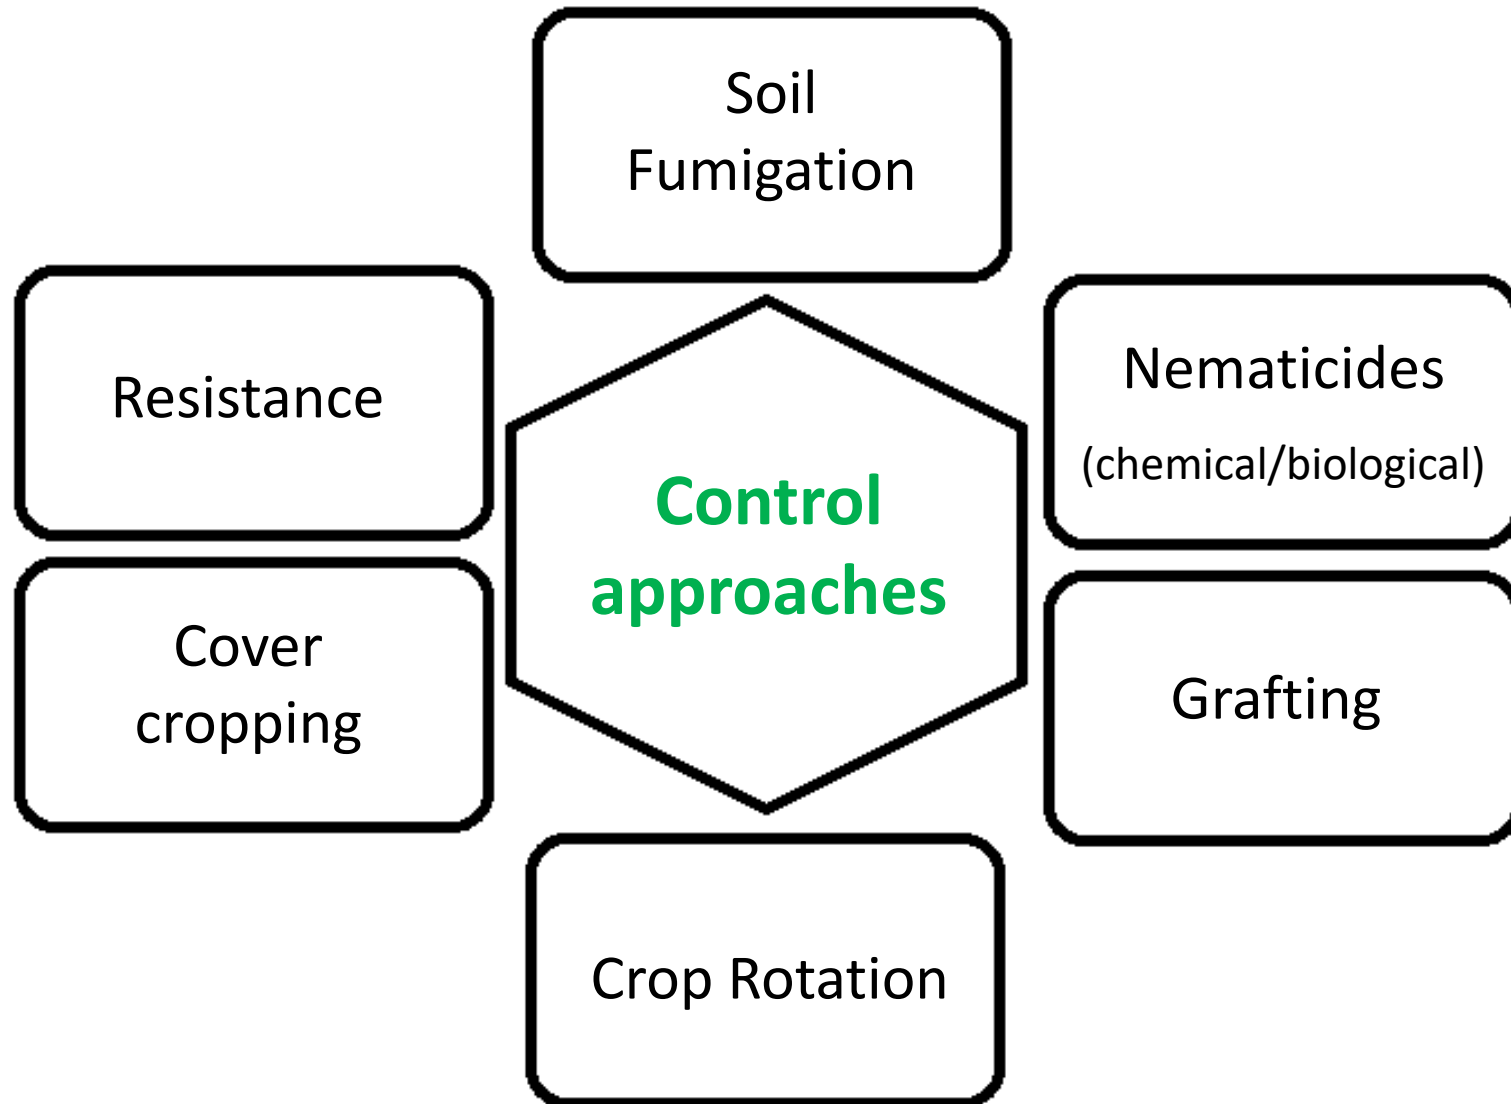 Soil
Fumigation
Resistance
Nematicides
(chemical/biological)
Control
approaches
Cover
cropping
Grafting
Crop Rotation